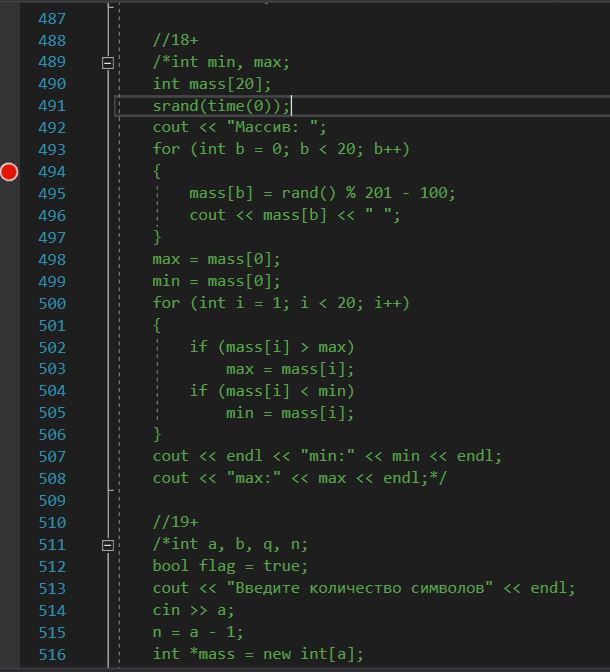 487
488 //18+
489 /*int min, max;
490 int mass[20];
491 srand(time(0));
492 cout << "Массив: ";
493 for (int b = 0; b < 20; b++)
494 {
495 mass[b] = rand() % 201 - 100;
496 cout << mass[b] << " ";
497 }
498 max = mass[0];
499 min = mass[0];
500 for (int i = 1; i < 20; i++)
501 {
502 if (mass[i] > max)
503 max = mass[i];
504 if (mass[i] < min)
505 min = mass[i];
506 }
507 cout << endl << "min:" << min << endl;
508 cout << "max:" << max << endl;*/
509
510 //19+
511 /*int a, b, q, n;
512 bool flag = true;
513 cout << "Введите количество символов" << endl;
514 cin >> a;
515 n = a - 1;
516 int *mass = new int[a];